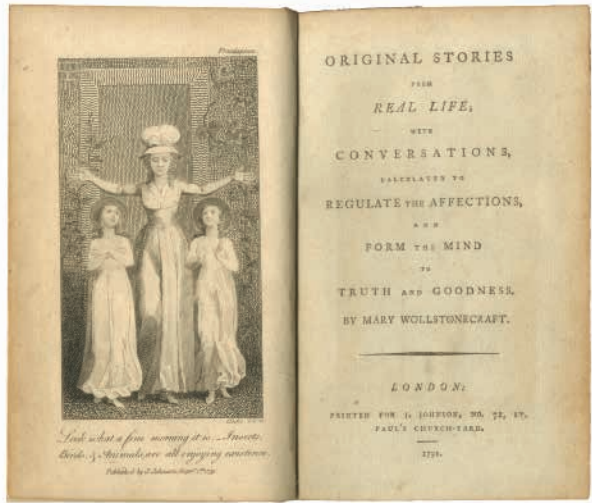 Frontispiece.
Look what a fine morning it is. Insects,
Birds, & Animals, are all enjoying existence.
Published by J. Johnson, Sepr. 1st 1791
ORIGINAL STORIES
FROM
REAL LIFE;
WITH
CONVERSATIONS,
CALCULATED TO
REGULATE THE AFFECTIONS,
AND
FORM THE MIND
TO
TRUTH AND GOODNESS.
BY MARY WOLLSTONECRAFT.
LONDON:
PRINTED FOR J. JOHNSON, NO. 72, ST.
PAUL'S CHURCH-YARD.
1791.